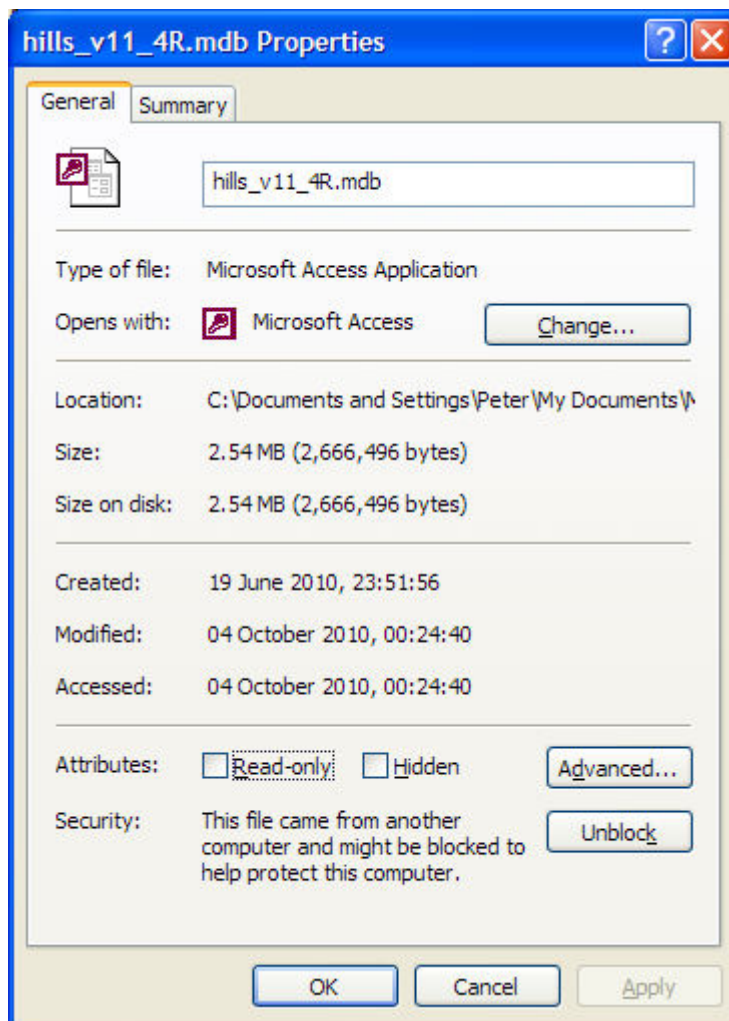 hills_v11_4R.mdb Properties
General Summary
hills_v11_4R.mdb
Type of file: Microsoft Access Application
Opens with: Microsoft Access Change...
Location: C:\Documents and Settings\Peter\My Documents\
Size: 2.54 MB (2,666,496 bytes)
Size on disk: 2.54 MB (2,666,496 bytes)
Created: 19 June 2010, 23:51:56
Modified: 04 October 2010, 00:24:40
Accessed: 04 October 2010, 00:24:40
Attributes: Read-only Hidden Advanced...
Security: This file came from another
computer and might be blocked to
help protect this computer.
Unblock
OK Cancel Apply